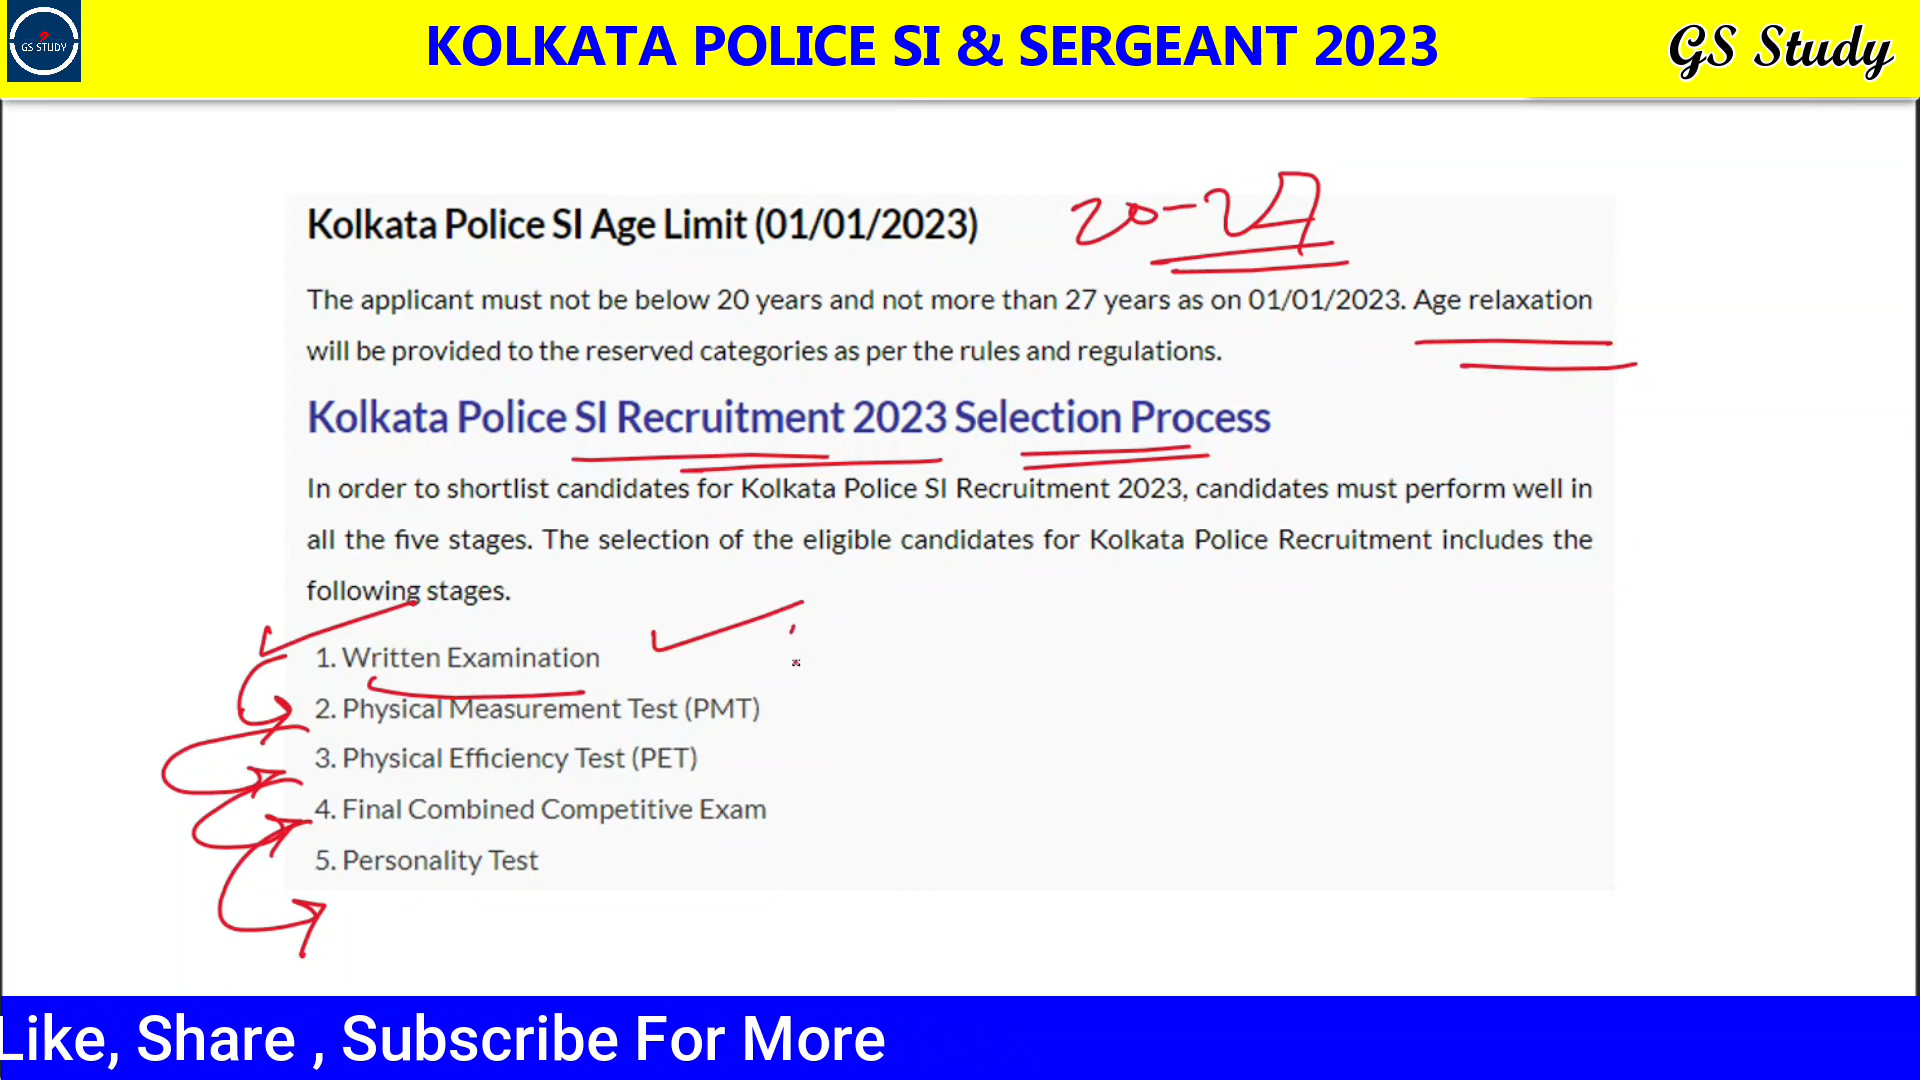 GS STUDY
KOLKATA POLICE SI & SERGEANT 2023
GS Study
Kolkata Police SI Age Limit (01/01/2023)
20-27
The applicant must not be below 20 years and not more than 27 years as on 01/01/2023. Age relaxation
will be provided to the reserved categories as per the rules and regulations.
Kolkata Police SI Recruitment 2023 Selection Process
In order to shortlist candidates for Kolkata Police SI Recruitment 2023, candidates must perform well in
all the five stages. The selection of the eligible candidates for Kolkata Police Recruitment includes the
following stages.
1. Written Examination
2. Physical Measurement Test (PMT)
3. Physical Efficiency Test (PET)
4. Final Combined Competitive Exam
5. Personality Test
Like, Share , Subscribe For More